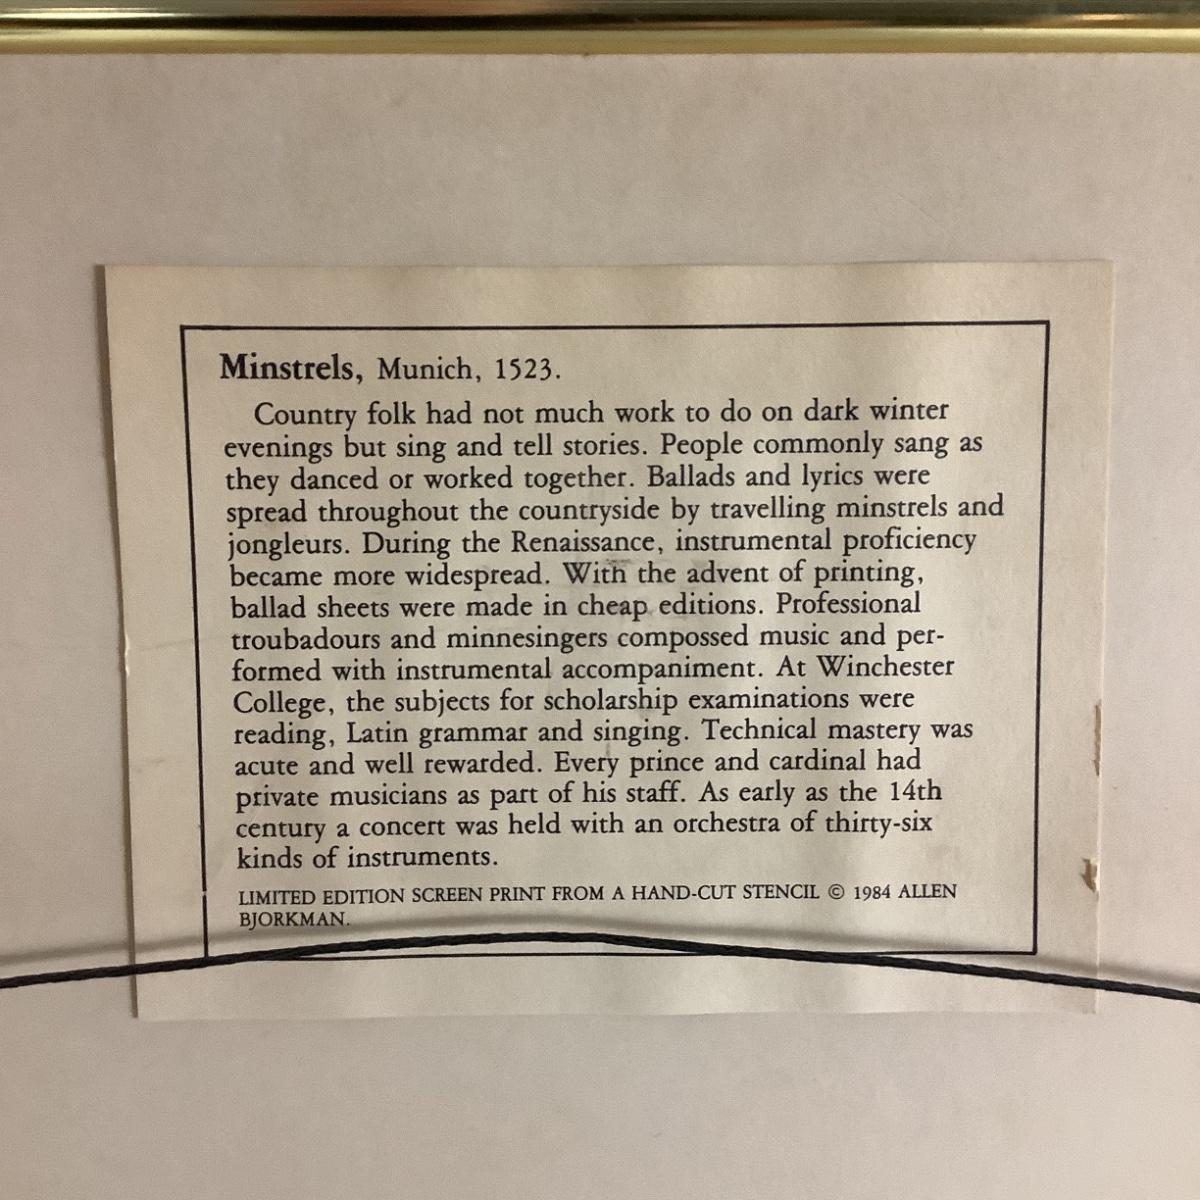 Minstrels, Munich, 1523.
Country folk had not much work to do on dark winter
evenings but sing and tell stories. People commonly sang as
they danced or worked together. Ballads and lyrics were
spread throughout the countryside by travelling minstrels and
jongleurs. During the Renaissance, instrumental proficiency
became more widespread. With the advent of printing,
ballad sheets were made in cheap editions. Professional
troubadours and minnesingers compossed music and per-
formed with instrumental accompaniment. At Winchester
College, the subjects for scholarship examinations were
reading, Latin grammar and singing. Technical mastery was
acute and well rewarded. Every prince and cardinal had
private musicians as part of his staff. As early as the 14th
century a concert was held with an orchestra of thirty-six
kinds of instruments.
LIMITED EDITION SCREEN PRINT FROM A HAND-CUT STENCIL © 1984 ALLEN
BJORKMAN.